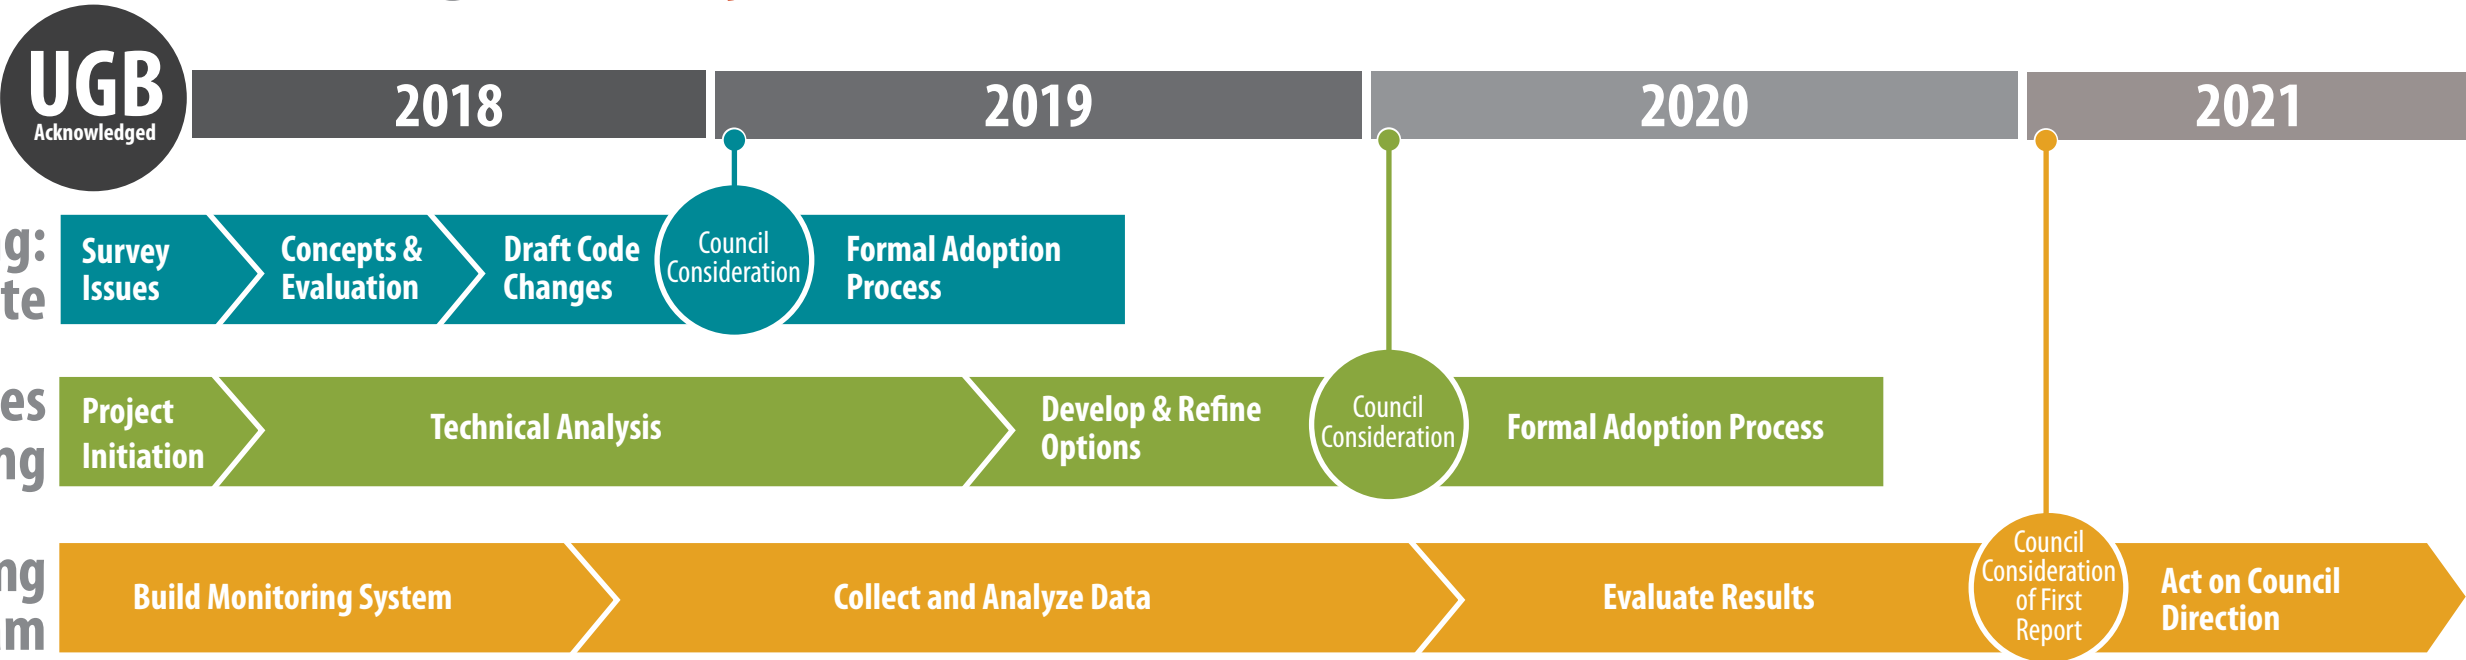 UGB
Acknowledged
2018
2019
2020
2021
Survey
Issues
Concepts &
Evaluation
Draft Code
Changes
Council
Consideration
Formal Adoption
Process
Project
Initiation
Technical Analysis
Develop & Refine
Options
Council
Consideration
Formal Adoption Process
Build Monitoring System
Collect and Analyze Data
Evaluate Results
Council
Consideration
of First
Report
Act on Council
Direction